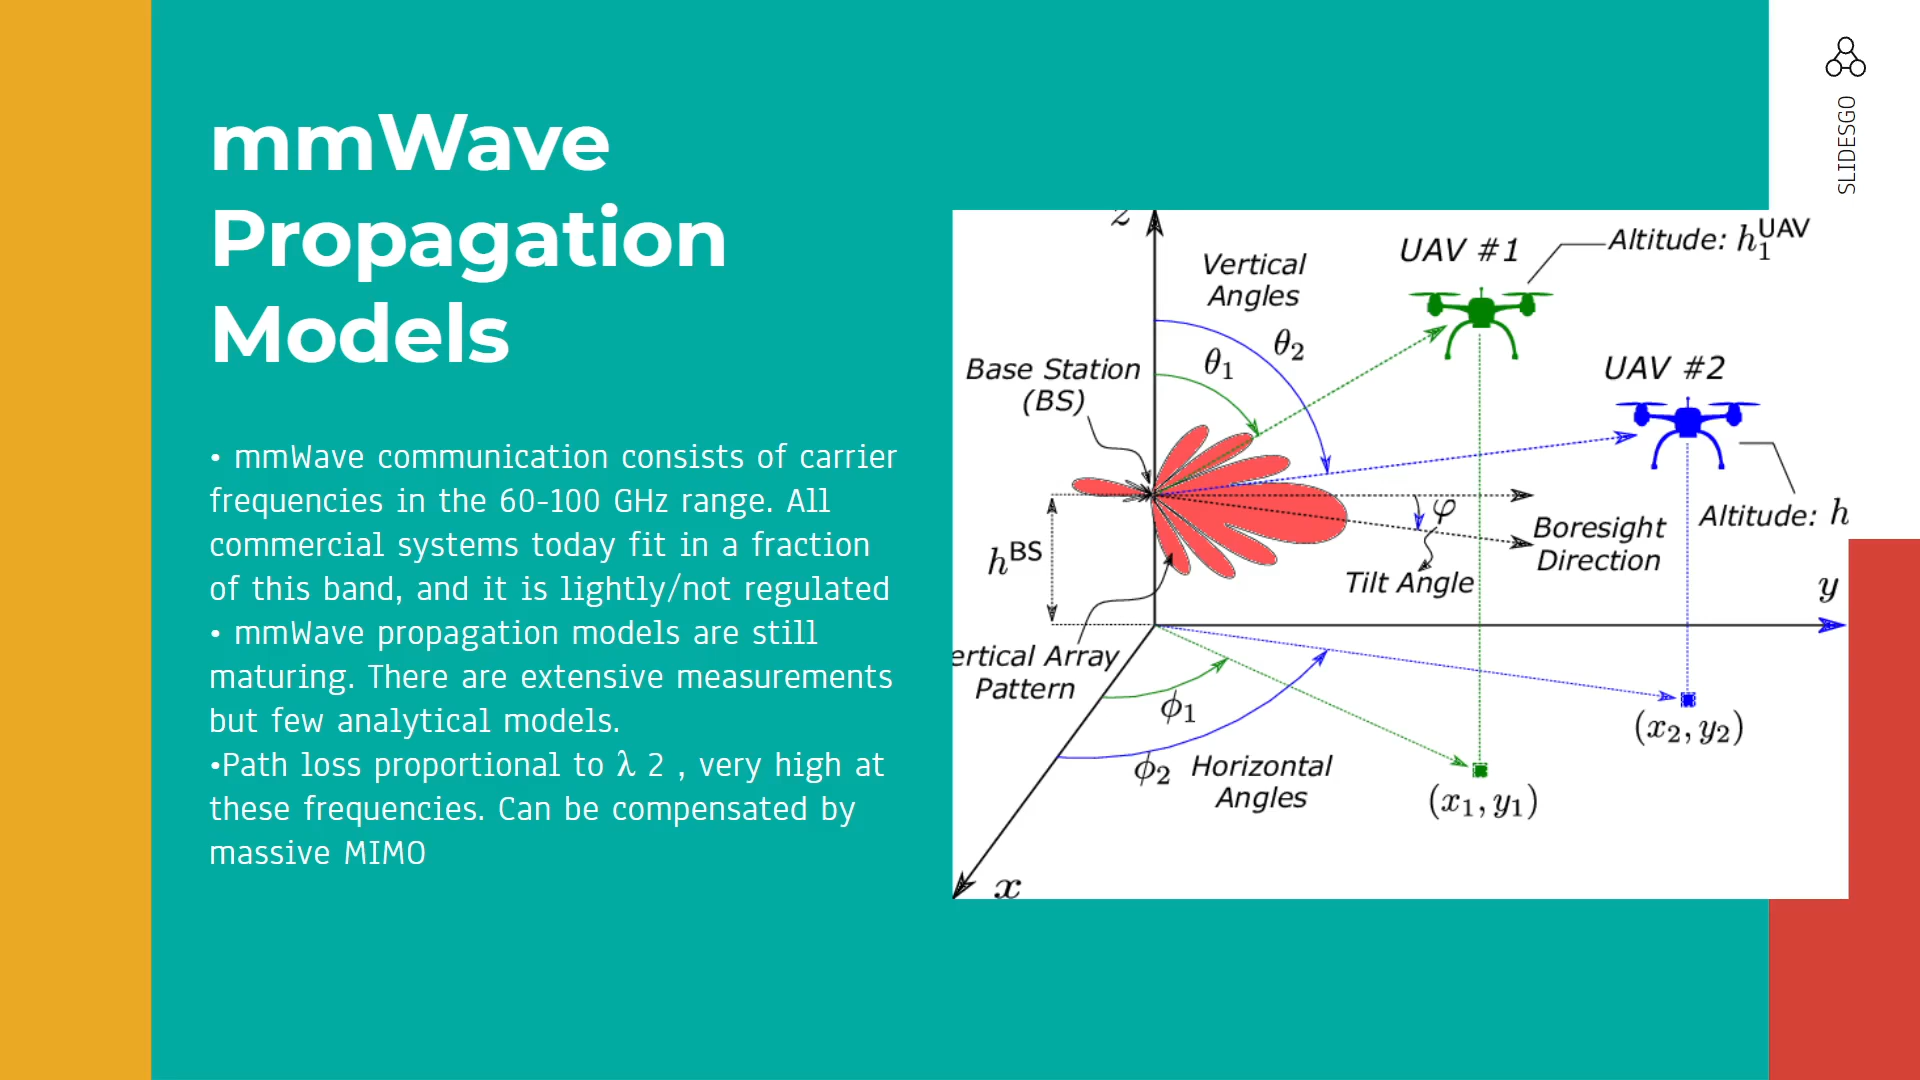 mmWave
Propagation
Models
• mmWave communication consists of carrier
frequencies in the 60-100 GHz range. All
commercial systems today fit in a fraction
of this band, and it is lightly/not regulated
• mmWave propagation models are still
maturing. There are extensive measurements
but few analytical models.
•Path loss proportional to λ 2 , very high at
these frequencies. Can be compensated by
massive MIMO
SLIDESGO
z
Vertical
Angles
UAV #1
Altitude: h₁ᵁᴬⱽ
θ₁
θ₂
Base Station
(BS)
UAV #2
φ
Altitude: h
Boresight
Direction
Tilt Angle
hᴮˢ
y
ertical Array
Pattern
ϕ₁
ϕ₂
Horizontal
Angles
(x₂, y₂)
(x₁, y₁)
x